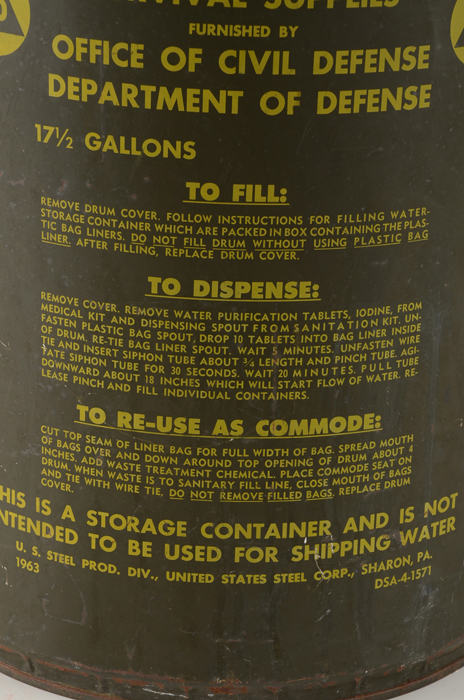 SURVIVAL SUPPLIES
FURNISHED BY
OFFICE OF CIVIL DEFENSE
DEPARTMENT OF DEFENSE
17½ GALLONS
TO FILL:
REMOVE DRUM COVER. FOLLOW INSTRUCTIONS FOR FILLING WATER-
STORAGE CONTAINER WHICH ARE PACKED IN BOX CONTAINING THE PLAS-
TIC BAG LINERS. DO NOT FILL DRUM WITHOUT USING PLASTIC BAG
LINER. AFTER FILLING, REPLACE DRUM COVER.
TO DISPENSE:
REMOVE COVER. REMOVE WATER PURIFICATION TABLETS, IODINE, FROM
MEDICAL KIT AND DISPENSING SPOUT FROM SANITATION KIT. UN-
FASTEN PLASTIC BAG SPOUT, DROP 10 TABLETS INTO BAG LINER INSIDE
OF DRUM. RE-TIE BAG LINER SPOUT. WAIT 5 MINUTES. UNFASTEN WIRE
TIE AND INSERT SIPHON TUBE ABOUT ¾ LENGTH AND PINCH TUBE. AGI-
TATE SIPHON TUBE FOR 30 SECONDS. WAIT 20 MINUTES. PULL TUBE
DOWNWARD ABOUT 18 INCHES WHICH WILL START FLOW OF WATER. RE-
LEASE PINCH AND FILL INDIVIDUAL CONTAINERS.
TO RE-USE AS COMMODE:
CUT TOP SEAM OF LINER BAG FOR FULL WIDTH OF BAG. SPREAD MOUTH
OF BAGS OVER AND DOWN AROUND TOP OPENING OF DRUM ABOUT 4
INCHES. ADD WASTE TREATMENT CHEMICAL. PLACE COMMODE SEAT ON
DRUM. WHEN WASTE IS TO SANITARY FILL LINE, CLOSE MOUTH OF BAGS
AND TIE WITH WIRE TIE. DO NOT REMOVE FILLED BAGS. REPLACE DRUM
COVER.
HIS IS A STORAGE CONTAINER AND IS NOT
NTENDED TO BE USED FOR SHIPPING WATER
U. S. STEEL PROD. DIV., UNITED STATES STEEL CORP., SHARON, PA.
1963 DSA-4-1571